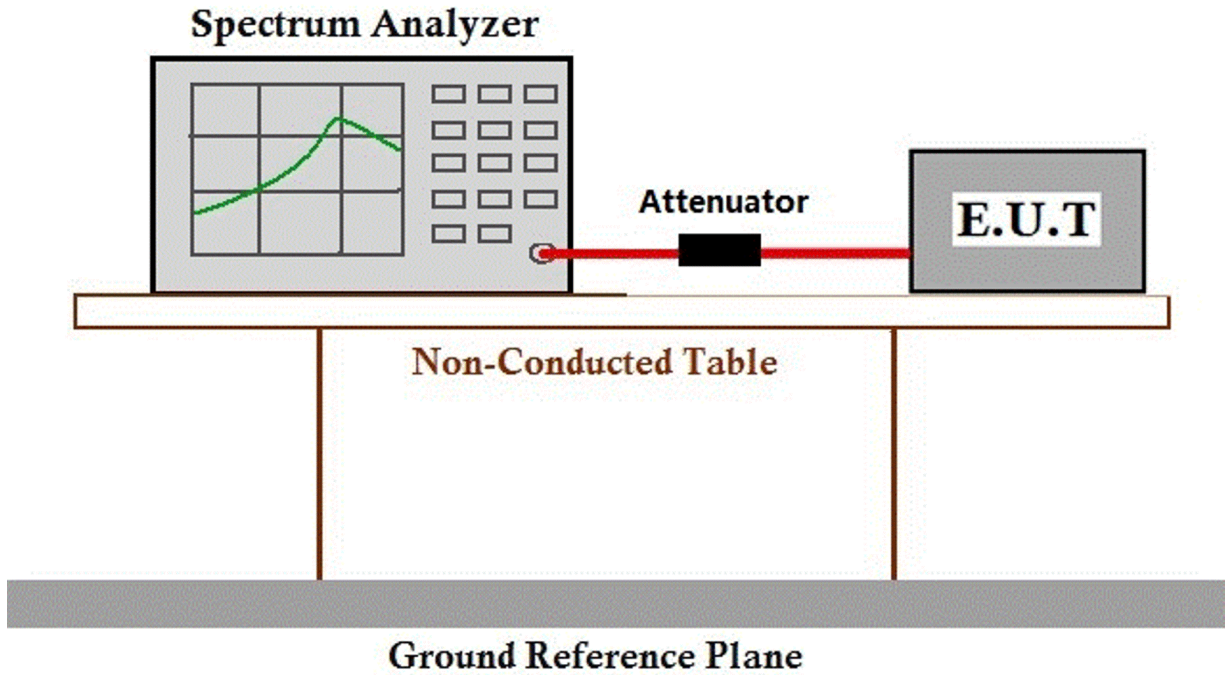 Spectrum Analyzer
Attenuator
E.U.T
Non-Conducted Table
Ground Reference Plane